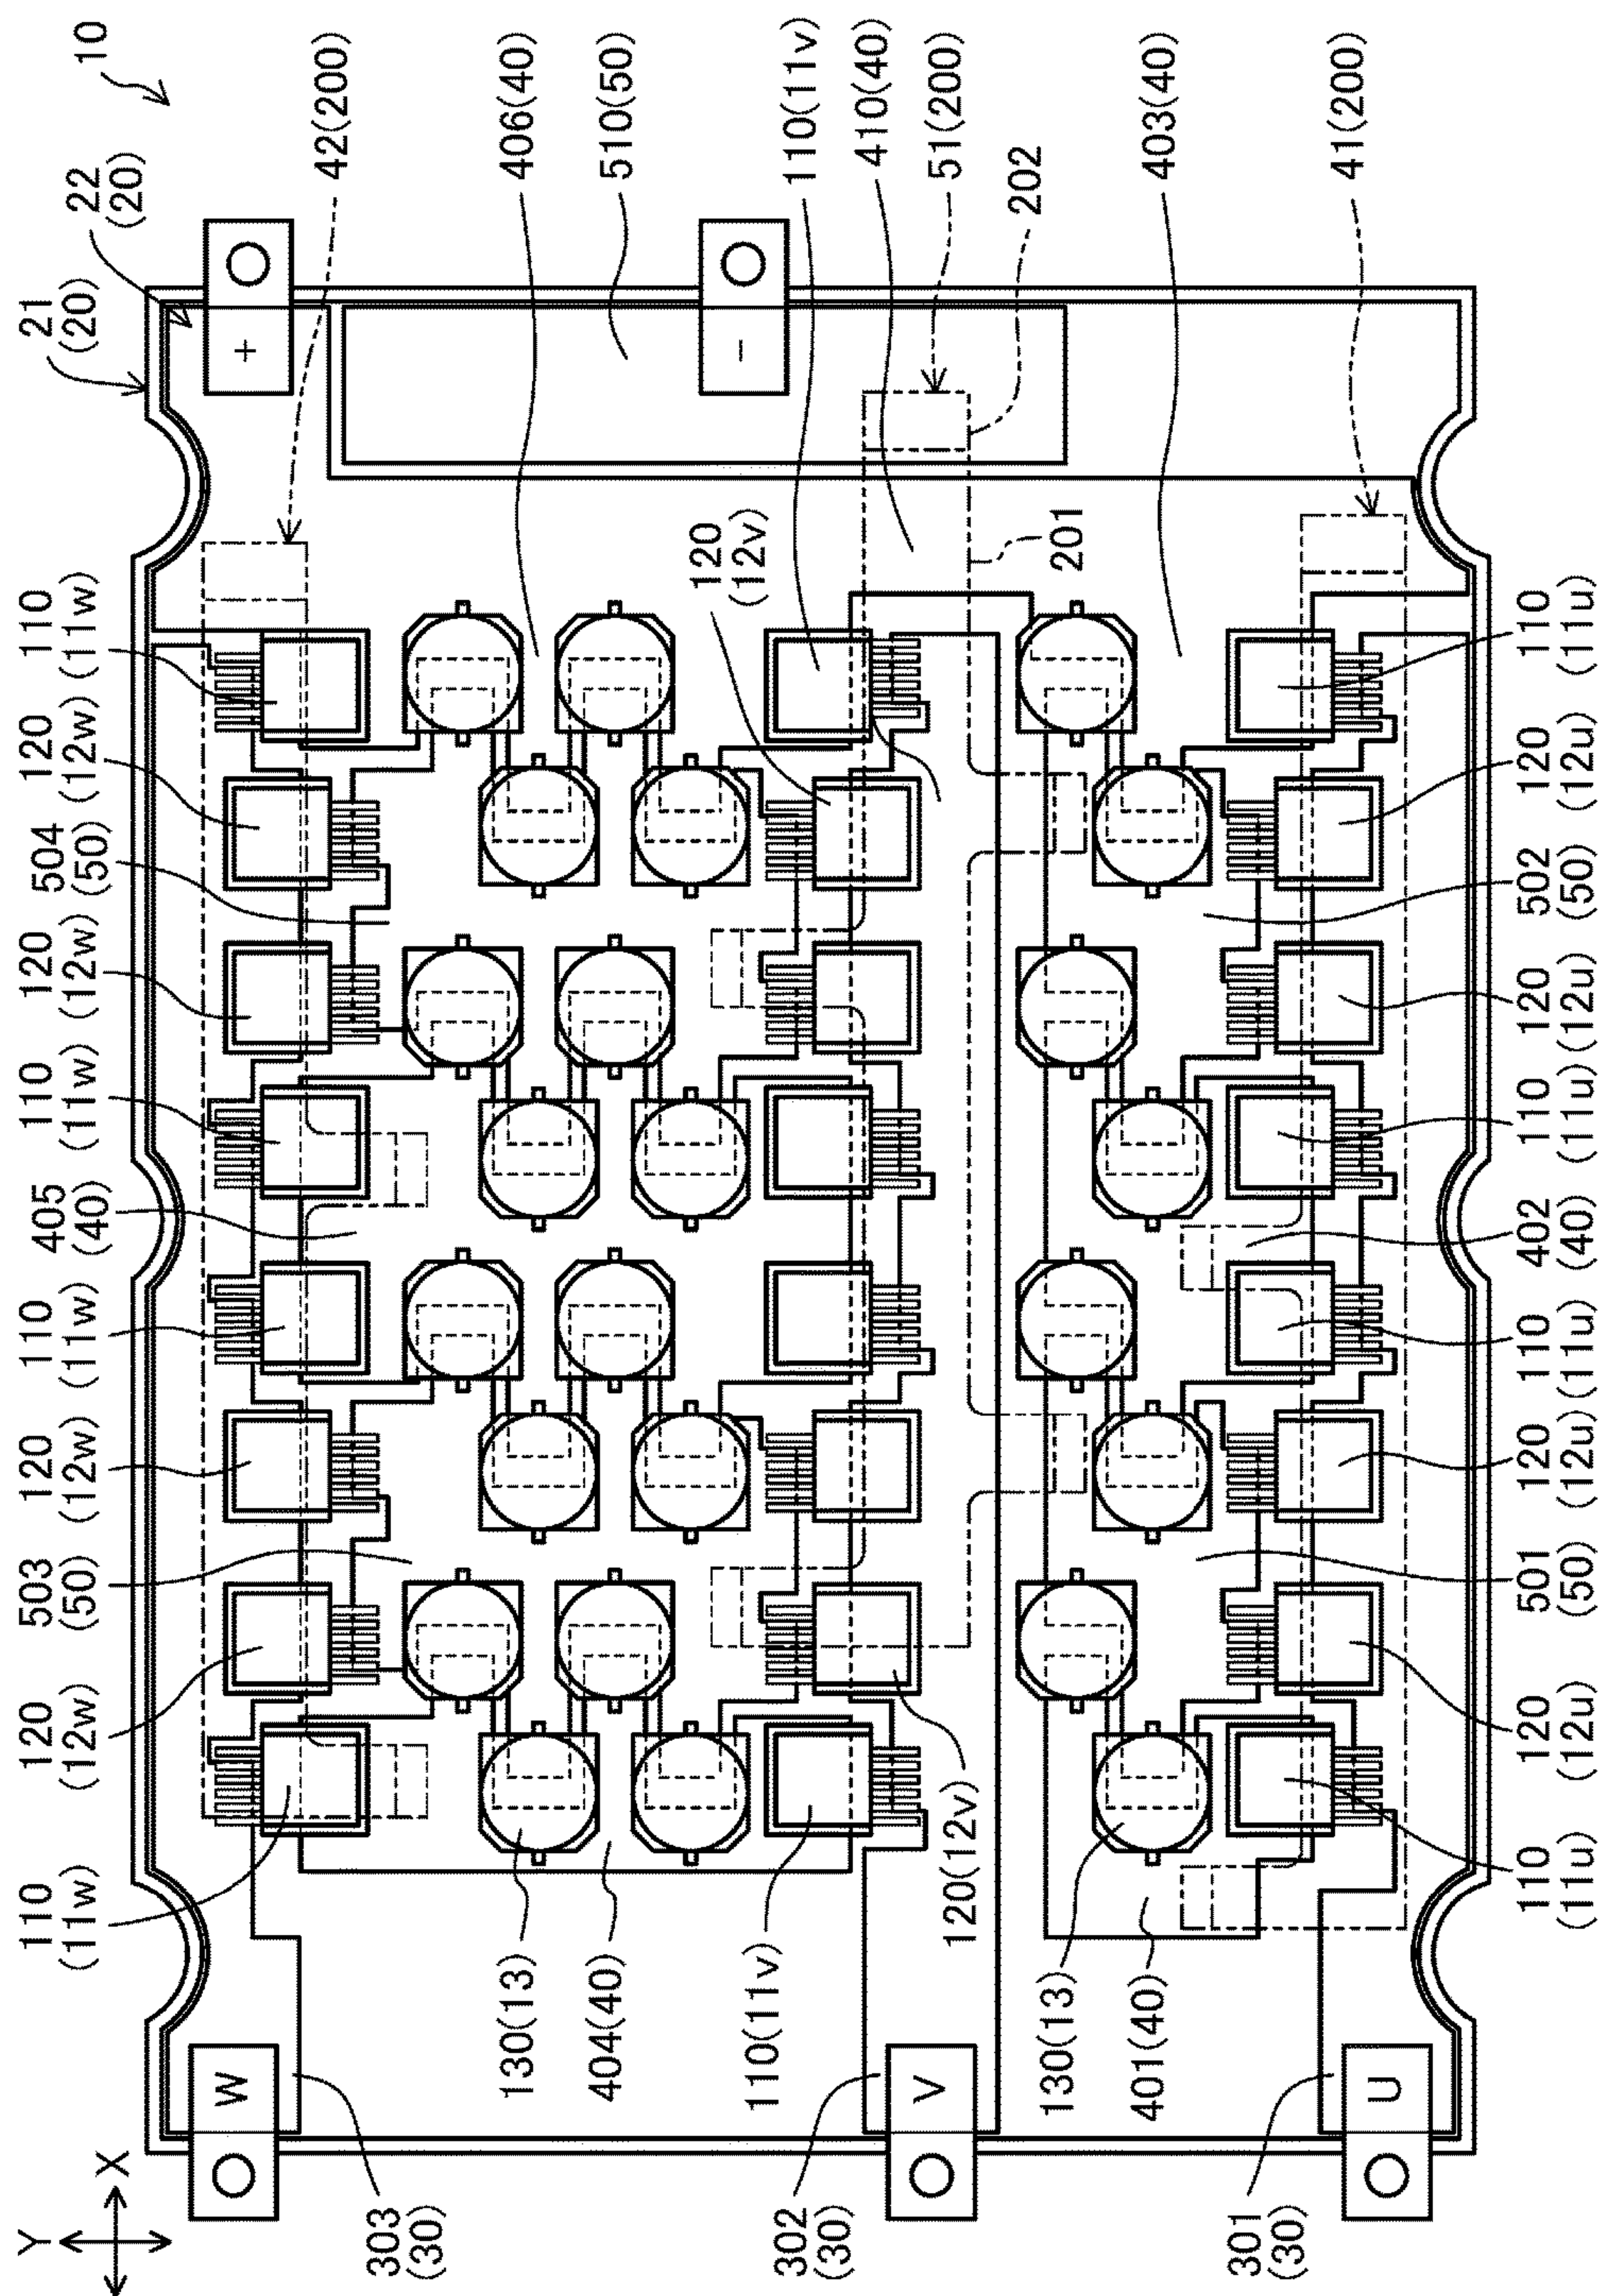 Y
X
110
(11w)
120
(12w)
503
(50)
120
(12w)
110
(11w)
405
(40)
110
(11w)
120
(12w)
504
(50)
120
(12w)
110
(11w)
21
(20)
22
(20)
10
W
+
42(200)
303
(30)
130(13)
404(40)
406(40)
510(50)
110(11v)
120
(12v)
−
110(11v)
302
(30)
V
120(12v)
410(40)
51(200)
202
201
130(13)
401(40)
403(40)
301
(30)
U
41(200)
110
(11u)
120
(12u)
501
(50)
120
(12u)
110
(11u)
402
(40)
110
(11u)
120
(12u)
502
(50)
120
(12u)
110
(11u)